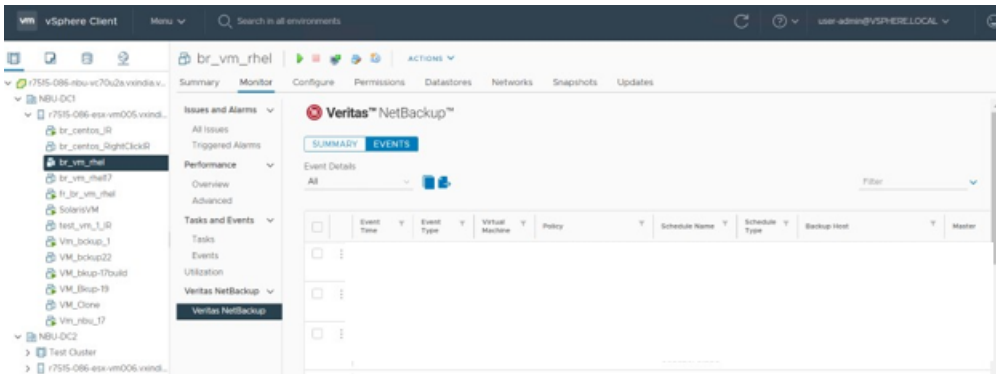 vm vSphere Client Menu Search in all environments user-admin@VSPHERE.LOCAL
br_vm_rhel ACTIONS
Summary Monitor Configure Permissions Datastores Networks Snapshots Updates
NBU-DC1
br_centos_IR
br_centos_RightClickIR
br_vm_rhel
br_vm_rhel7
fr_br_vm_rhel
SolarisVM
test_vm_1_IR
Vm_bckup_1
VM_bckup22
VM_bkup-17build
VM_Bkup-19
VM_Clone
Vm_nbu_17
NBU-DC2
Test Cluster
Issues and Alarms
All Issues
Triggered Alarms
Performance
Overview
Advanced
Tasks and Events
Tasks
Events
Utilization
Veritas NetBackup
Veritas NetBackup
Veritas™ NetBackup™
SUMMARY EVENTS
Event Details
All
Filter
Event Time Event Type Virtual Machine Policy Schedule Name Schedule Type Backup Host Master